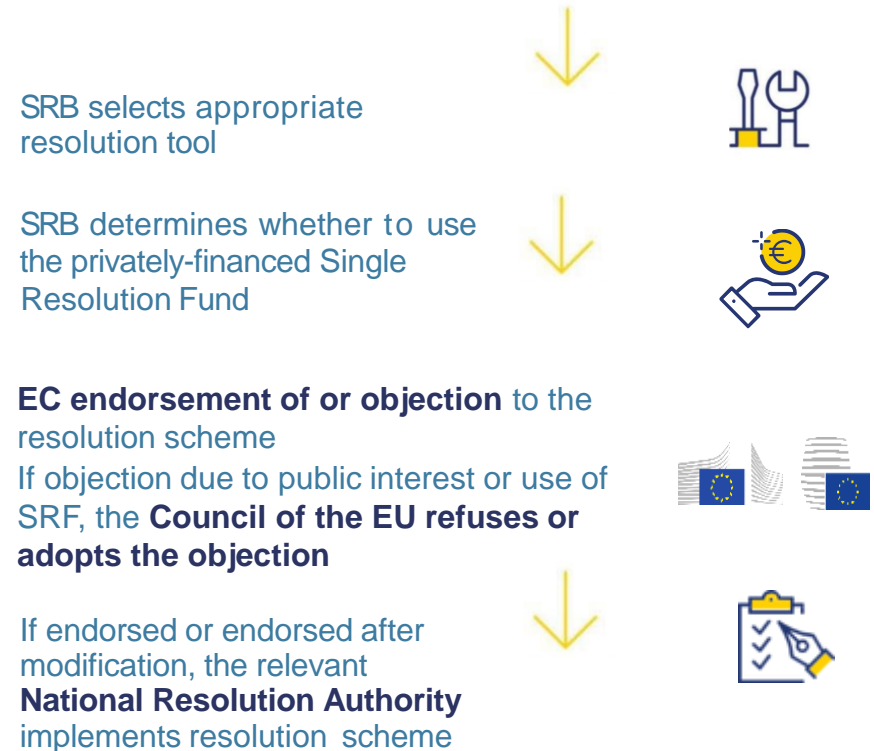 SRB selects appropriate
resolution tool
SRB determines whether to use
the privately-financed Single
Resolution Fund
EC endorsement of or objection to the
resolution scheme
If objection due to public interest or use of
SRF, the Council of the EU refuses or
adopts the objection
If endorsed or endorsed after
modification, the relevant
National Resolution Authority
implements resolution scheme